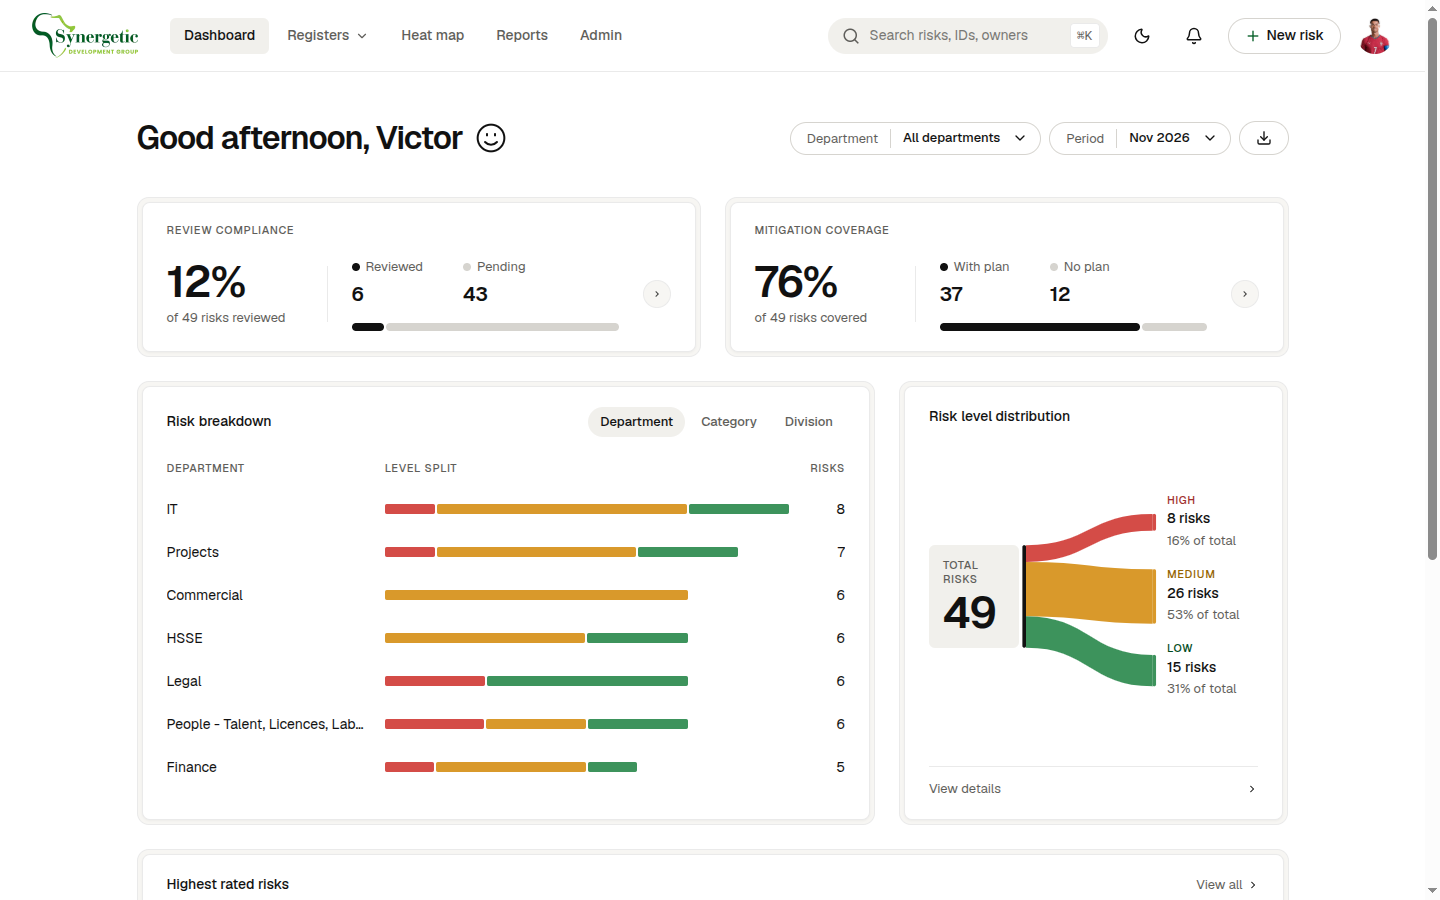 Synergetic
DEVELOPMENT GROUP
Dashboard
Registers
Heat map
Reports
Admin
Search risks, IDs, owners
⌘K
New risk
Good afternoon, Victor
Department
All departments
Period
Nov 2026
REVIEW COMPLIANCE
12%
of 49 risks reviewed
Reviewed
6
Pending
43
MITIGATION COVERAGE
76%
of 49 risks covered
With plan
37
No plan
12
Risk breakdown
Department
Category
Division
DEPARTMENT
LEVEL SPLIT
RISKS
IT
8
Projects
7
Commercial
6
HSSE
6
Legal
6
People - Talent, Licences, Lab...
6
Finance
5
Risk level distribution
TOTAL
RISKS
49
HIGH
8 risks
16% of total
MEDIUM
26 risks
53% of total
LOW
15 risks
31% of total
View details
Highest rated risks
View all